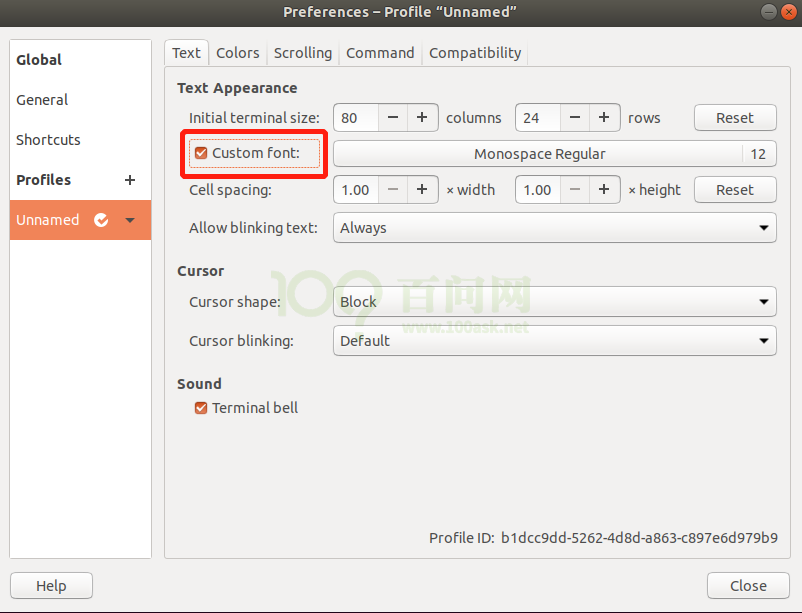 Preferences – Profile “Unnamed”
Global
General
Shortcuts
Profiles +
Unnamed
Text Colors Scrolling Command Compatibility
Text Appearance
Initial terminal size: 80 − + columns 24 − + rows Reset
Custom font: Monospace Regular 12
Cell spacing: 1.00 − + × width 1.00 − + × height Reset
Allow blinking text: Always
Cursor
100 百问网
Cursor shape: Block
www.100ask.net
Cursor blinking: Default
Sound
Terminal bell
Profile ID: b1dcc9dd-5262-4d8d-a863-c897e6d979b9
Help Close